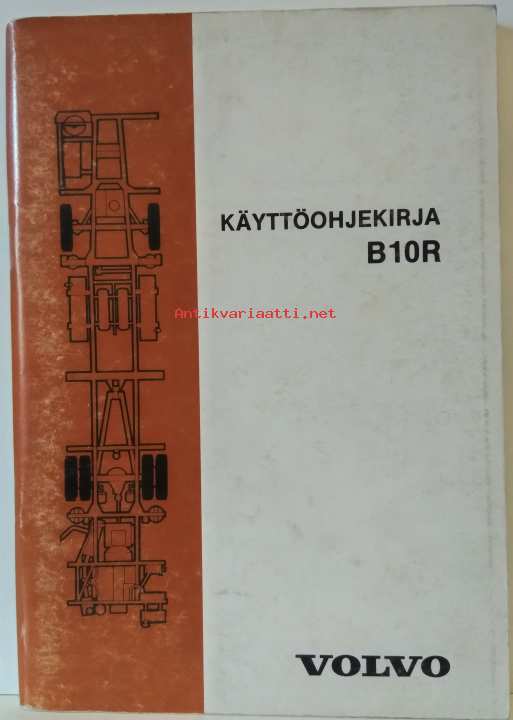 KÄYTTÖOHJEKIRJA
B10R
Antikvariaatti.net
VOLVO